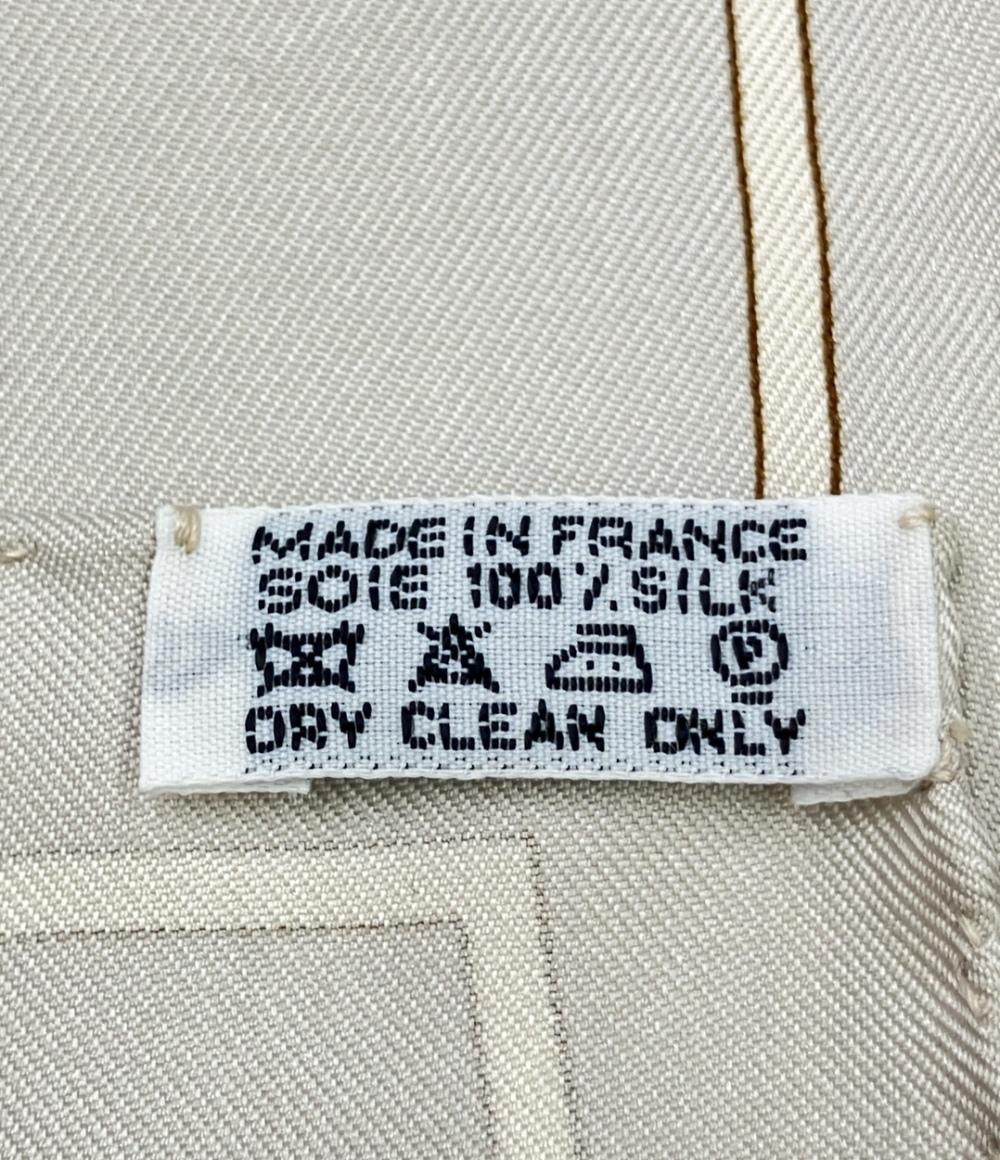 MADE IN FRANCE
SOIE 100% SILK
P
DRY CLEAN ONLY